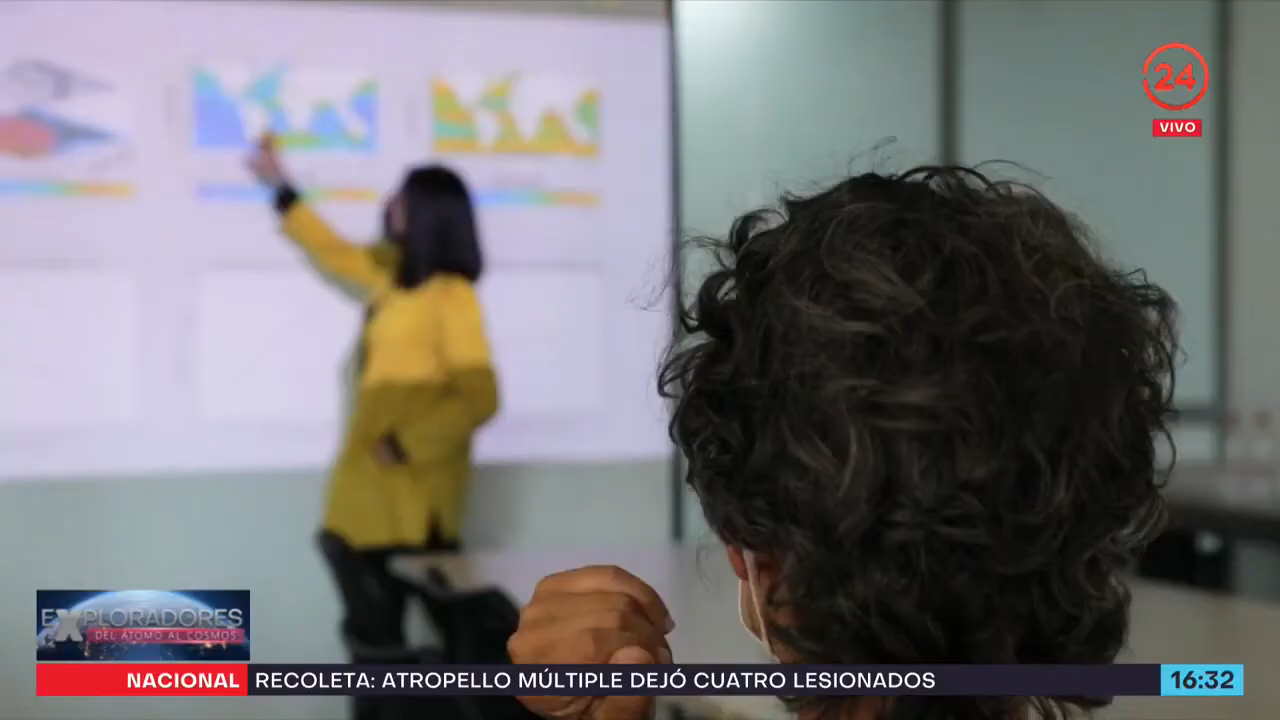 24
VIVO
EXPLORADORES
DEL ÁTOMO AL COSMOS
NACIONAL RECOLETA: ATROPELLO MÚLTIPLE DEJÓ CUATRO LESIONADOS 16:32